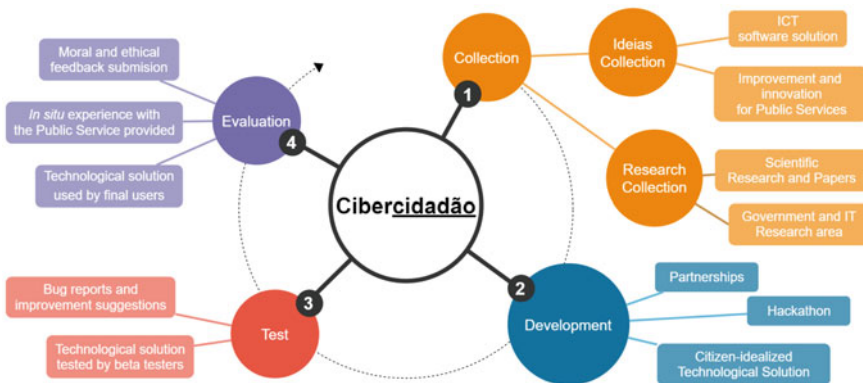 Cibercidadão
1
Collection
Ideias
Collection
ICT
software solution
Improvement and
innovation
for Public Services
Research
Collection
Scientific
Research and Papers
Government and IT
Research area
2
Development
Partnerships
Hackathon
Citizen-idealized
Technological Solution
3
Test
Bug reports and
improvement suggestions
Technological solution
tested by beta testers
4
Evaluation
Moral and ethical
feedback submision
In situ experience with
the Public Service provided
Technological solution
used by final users